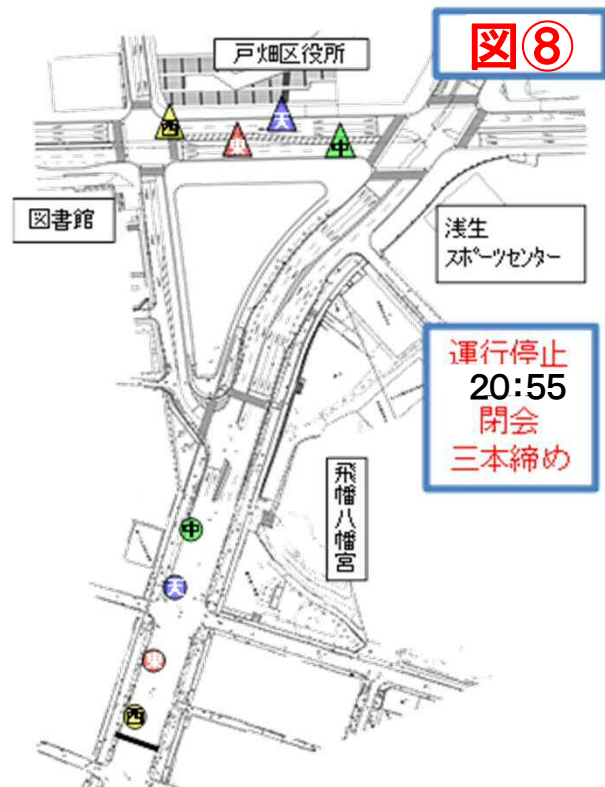 図⑧
戸畑区役所
西
天
東
中
図書館
浅生
スポーツセンター
運行停止
20:55
閉会
三本締め
飛幡八幡宮
中
天
東
西